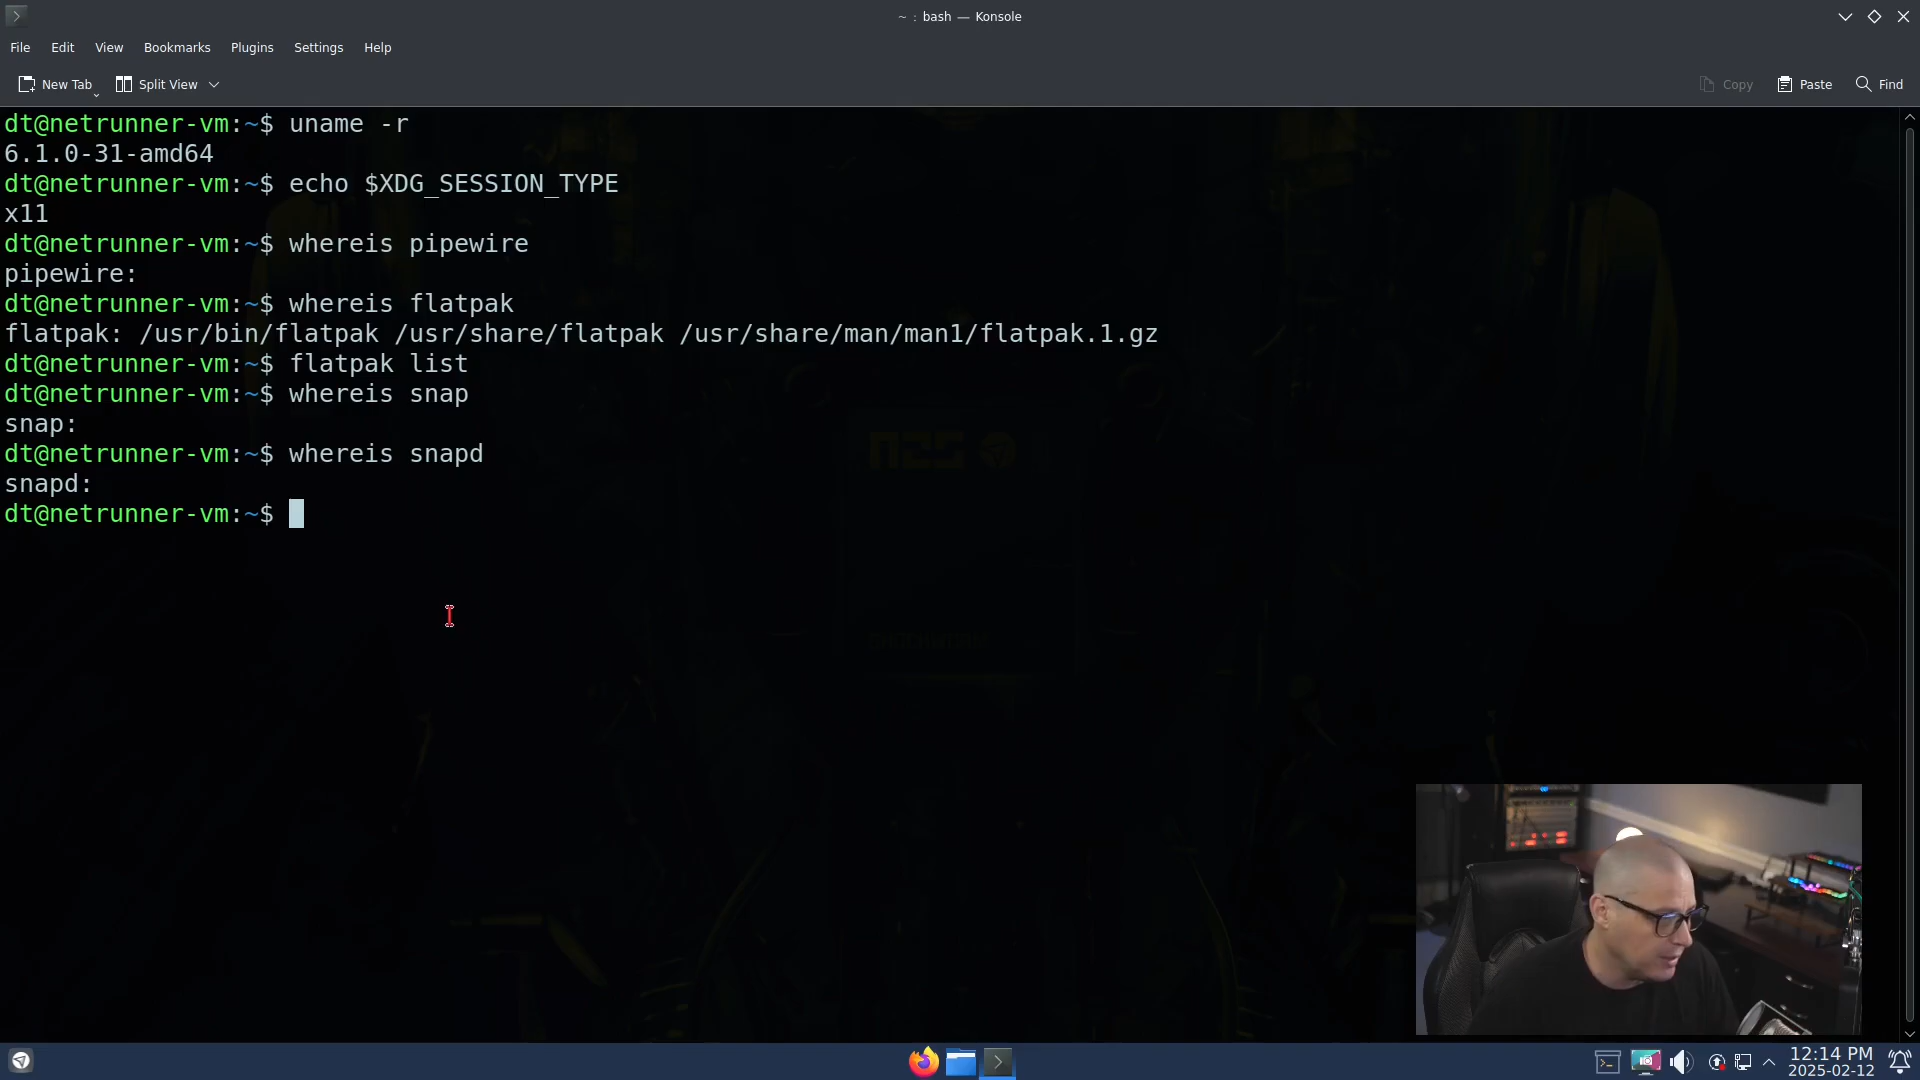 ~ : bash — Konsole
File Edit View Bookmarks Plugins Settings Help
New Tab Split View Copy Paste Find
dt@netrunner-vm:~$ uname -r
6.1.0-31-amd64
dt@netrunner-vm:~$ echo $XDG_SESSION_TYPE
x11
dt@netrunner-vm:~$ whereis pipewire
pipewire:
dt@netrunner-vm:~$ whereis flatpak
flatpak: /usr/bin/flatpak /usr/share/flatpak /usr/share/man/man1/flatpak.1.gz
dt@netrunner-vm:~$ flatpak list
dt@netrunner-vm:~$ whereis snap
snap:
dt@netrunner-vm:~$ whereis snapd
snapd:
dt@netrunner-vm:~$
12:14 PM
2025-02-12